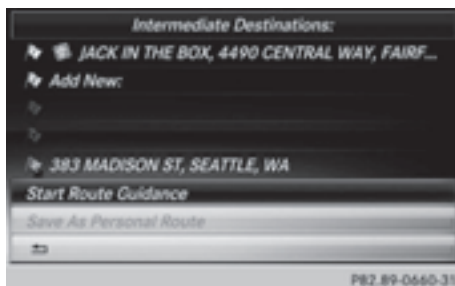 Intermediate Destinations:
JACK IN THE BOX, 4490 CENTRAL WAY, FAIRF...
Add New:
383 MADISON ST, SEATTLE, WA
Start Route Guidance
Save As Personal Route
P82.89-0660-31